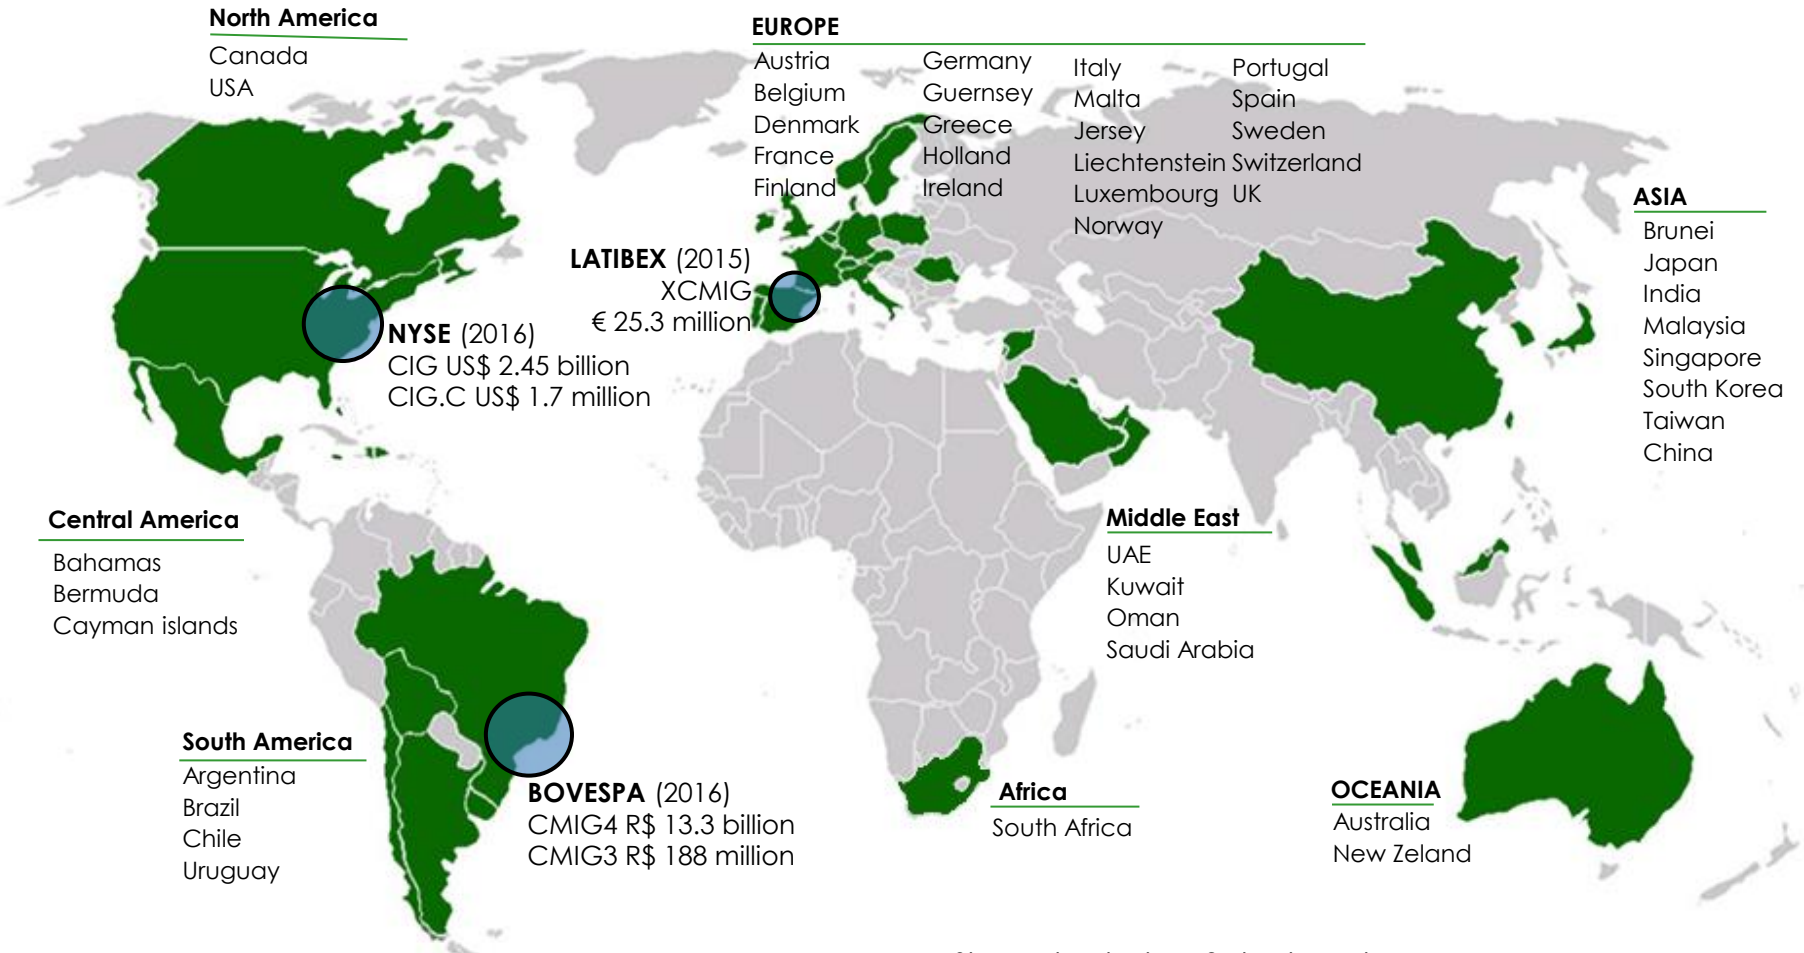 North America
Canada
USA
EUROPE
Austria
Belgium
Denmark
France
Finland
Germany
Guernsey
Greece
Holland
Ireland
Italy
Malta
Jersey
Liechtenstein
Luxembourg
Norway
Portugal
Spain
Sweden
Switzerland
UK
ASIA
Brunei
Japan
India
Malaysia
Singapore
South Korea
Taiwan
China
LATIBEX (2015)
XCMIG
€ 25.3 million
NYSE (2016)
CIG US$ 2.45 billion
CIG.C US$ 1.7 million
Central America
Bahamas
Bermuda
Cayman islands
Middle East
UAE
Kuwait
Oman
Saudi Arabia
South America
Argentina
Brazil
Chile
Uruguay
BOVESPA (2016)
CMIG4 R$ 13.3 billion
CMIG3 R$ 188 million
Africa
South Africa
OCEANIA
Australia
New Zeland